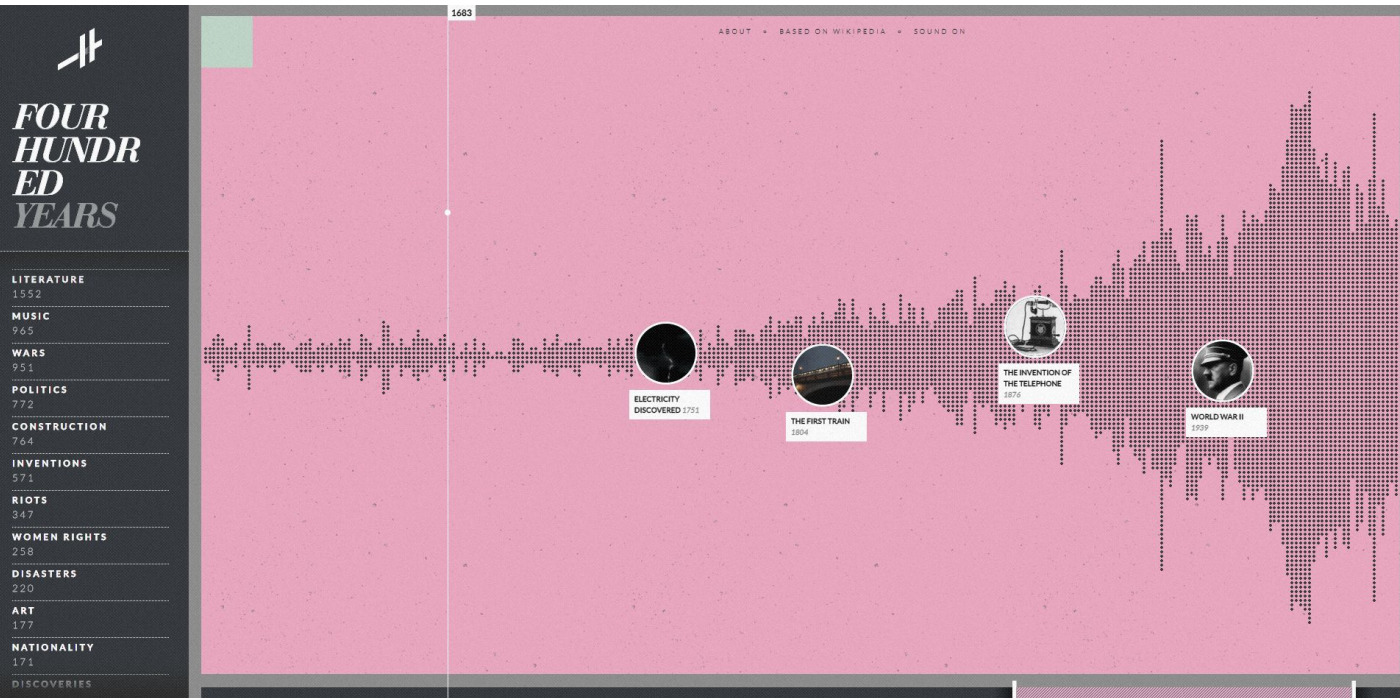 1683
ABOUT • BASED ON WIKIPEDIA • SOUND ON
FOUR
HUNDR
ED
YEARS
LITERATURE
1552
MUSIC
965
WARS
951
POLITICS
772
CONSTRUCTION
764
INVENTIONS
571
RIOTS
347
WOMEN RIGHTS
258
DISASTERS
220
ART
177
NATIONALITY
171
DISCOVERIES
ELECTRICITY
DISCOVERED 1751
THE FIRST TRAIN
1804
THE INVENTION OF
THE TELEPHONE
1876
WORLD WAR II
1939